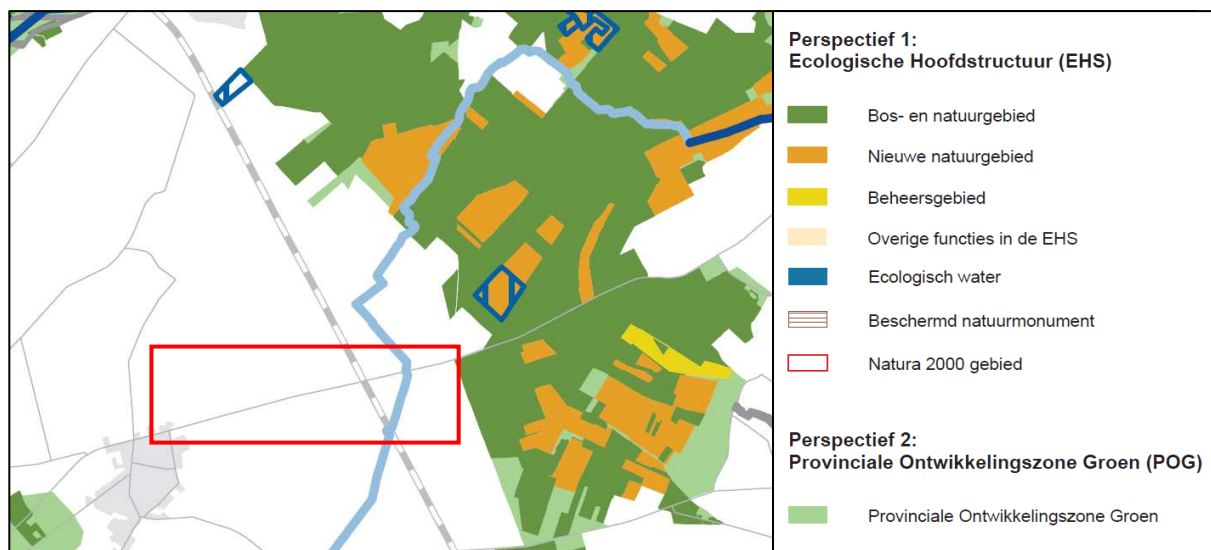 Perspectief 1:
Ecologische Hoofdstructuur (EHS)
Bos- en natuurgebied
Nieuwe natuurgebied
Beheersgebied
Overige functies in de EHS
Ecologisch water
Beschermd natuurmonument
Natura 2000 gebied
Perspectief 2:
Provinciale Ontwikkelingszone Groen (POG)
Provinciale Ontwikkelingszone Groen